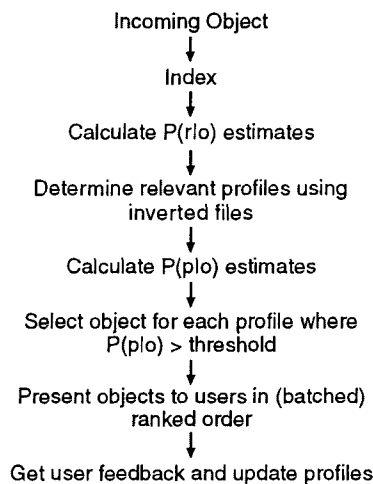 Incoming Object
Index
Calculate P(r|o) estimates
Determine relevant profiles using
inverted files
Calculate P(p|o) estimates
Select object for each profile where
P(p|o) > threshold
Present objects to users in (batched)
ranked order
Get user feedback and update profiles